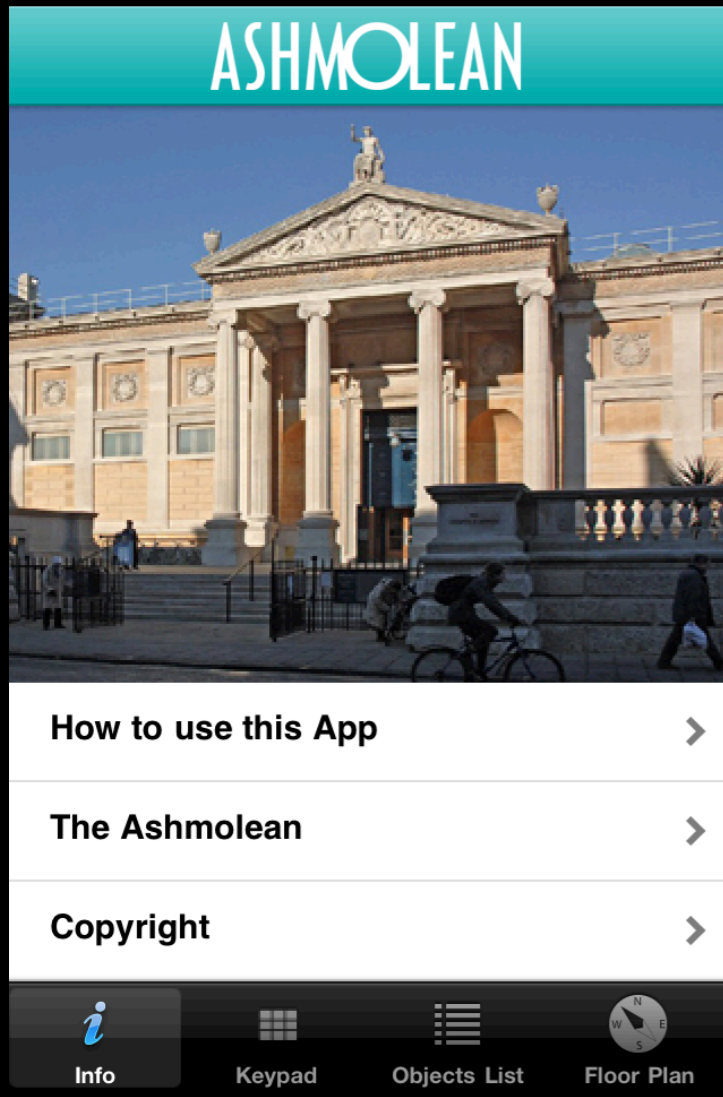 ASHMOLEAN
How to use this App
The Ashmolean
Copyright
N
W E
S
Info Keypad Objects List Floor Plan